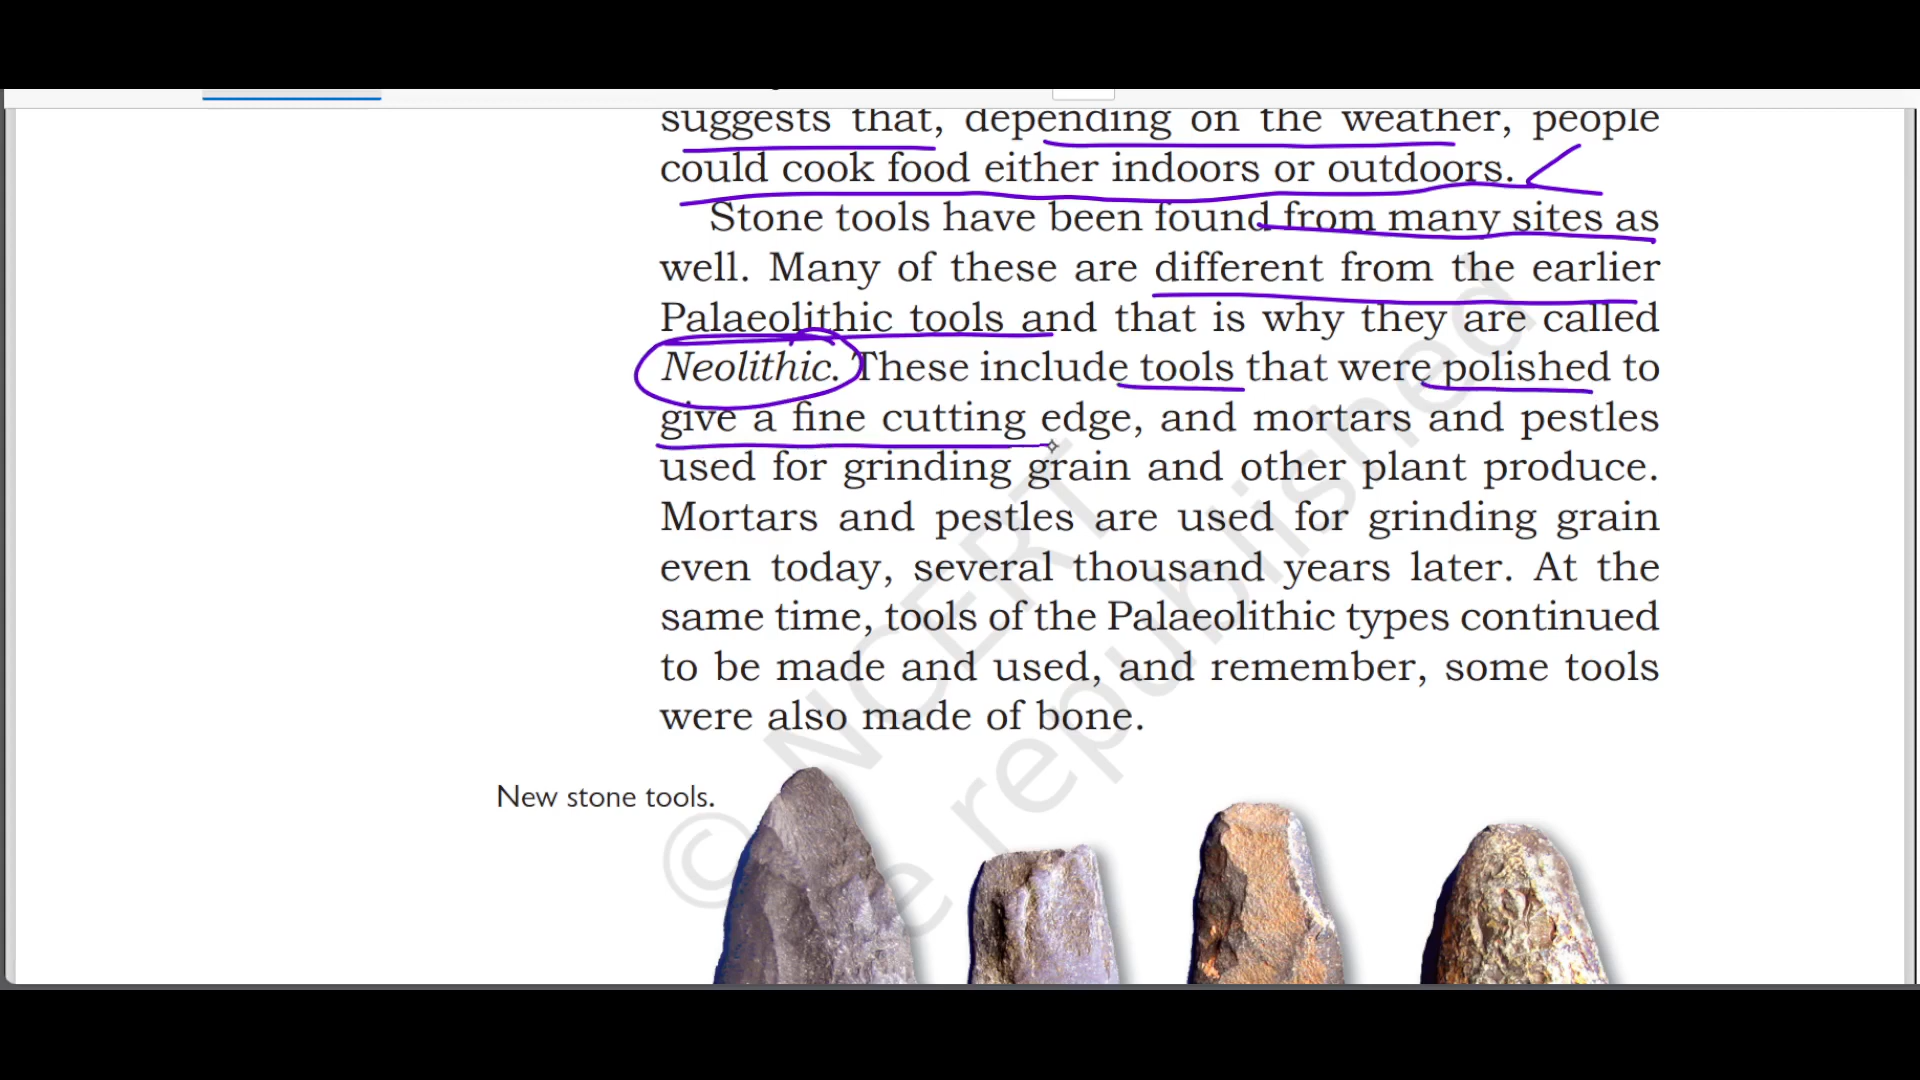 suggests that, depending on the weather, people
could cook food either indoors or outdoors.
Stone tools have been found from many sites as
well. Many of these are different from the earlier
Palaeolithic tools and that is why they are called
Neolithic. These include tools that were polished to
give a fine cutting edge, and mortars and pestles
used for grinding grain and other plant produce.
Mortars and pestles are used for grinding grain
even today, several thousand years later. At the
same time, tools of the Palaeolithic types continued
to be made and used, and remember, some tools
were also made of bone.
New stone tools.
© NCERT
e republished